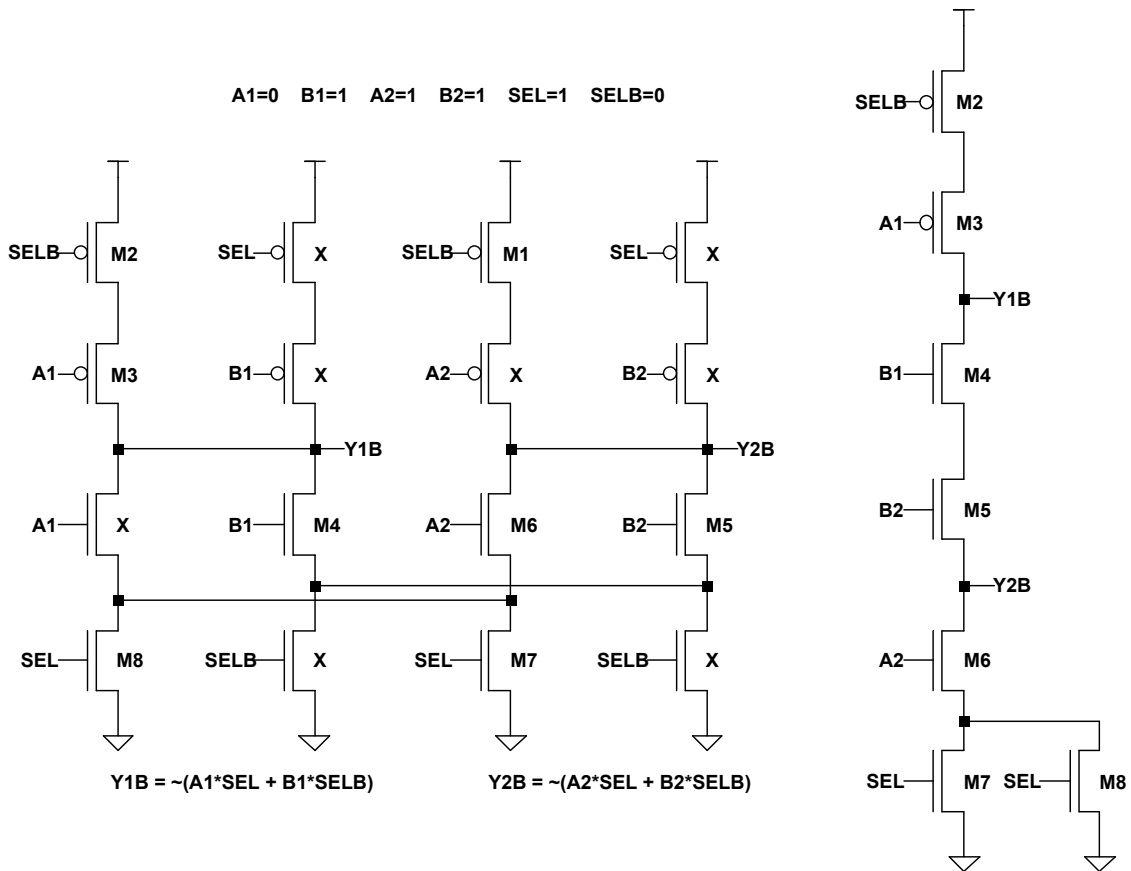 A1=0 B1=1 A2=1 B2=1 SEL=1 SELB=0
SELB M2 SEL X SELB M1 SEL X
A1 M3 B1 X A2 X B2 X
Y1B Y2B
A1 X B1 M4 A2 M6 B2 M5
SEL M8 SELB X SEL M7 SELB X
Y1B = ~(A1*SEL + B1*SELB) Y2B = ~(A2*SEL + B2*SELB)
SELB M2
A1 M3
Y1B
B1 M4
B2 M5
Y2B
A2 M6
SEL M7 SEL M8